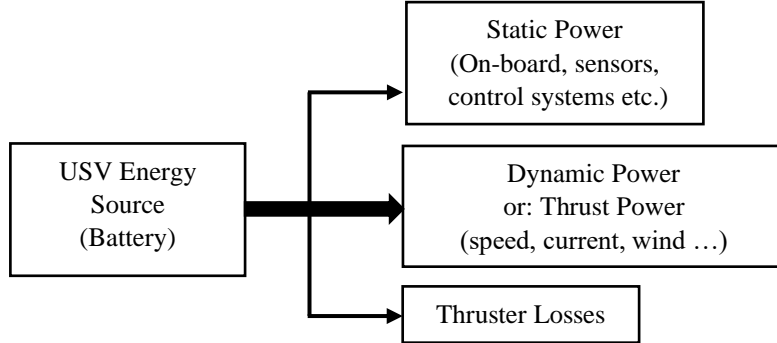 Static Power
(On-board, sensors,
control systems etc.)
USV Energy
Source
(Battery)
Dynamic Power
or: Thrust Power
(speed, current, wind …)
Thruster Losses